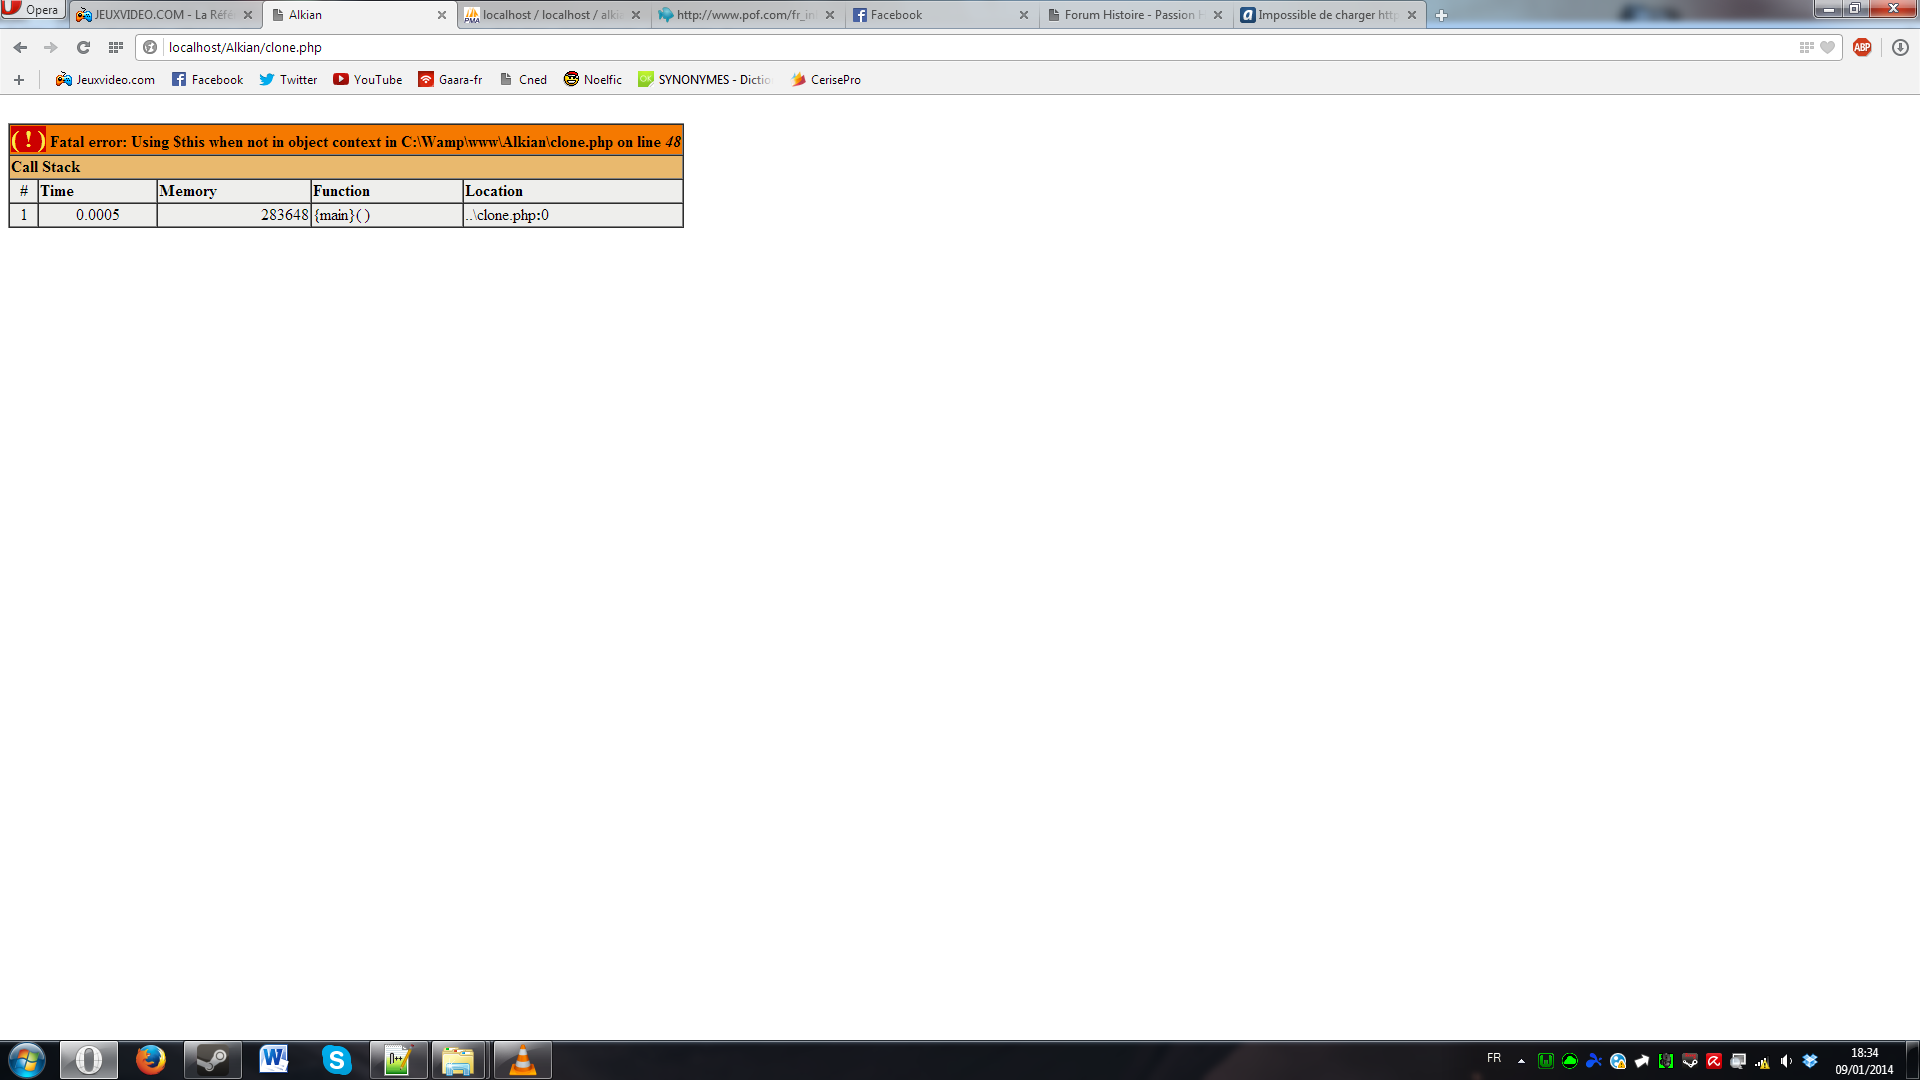 Opera
JEUXVIDEO.COM - La Réfé
Alkian
localhost / localhost / alki
http://www.pof.com/fr_in
Facebook
Forum Histoire - Passion
Impossible de charger http
localhost/Alkian/clone.php
ABP
Jeuxvideo.com
Facebook
Twitter
YouTube
Gaara-fr
Cned
Noelfic
SYNONYMES - Dictio
CerisePro
( ! ) Fatal error: Using $this when not in object context in C:\Wamp\www\Alkian\clone.php on line 48
Call Stack
# Time Memory Function Location
1 0.0005 283648 {main}( ) ..\clone.php:0
FR
18:34
09/01/2014